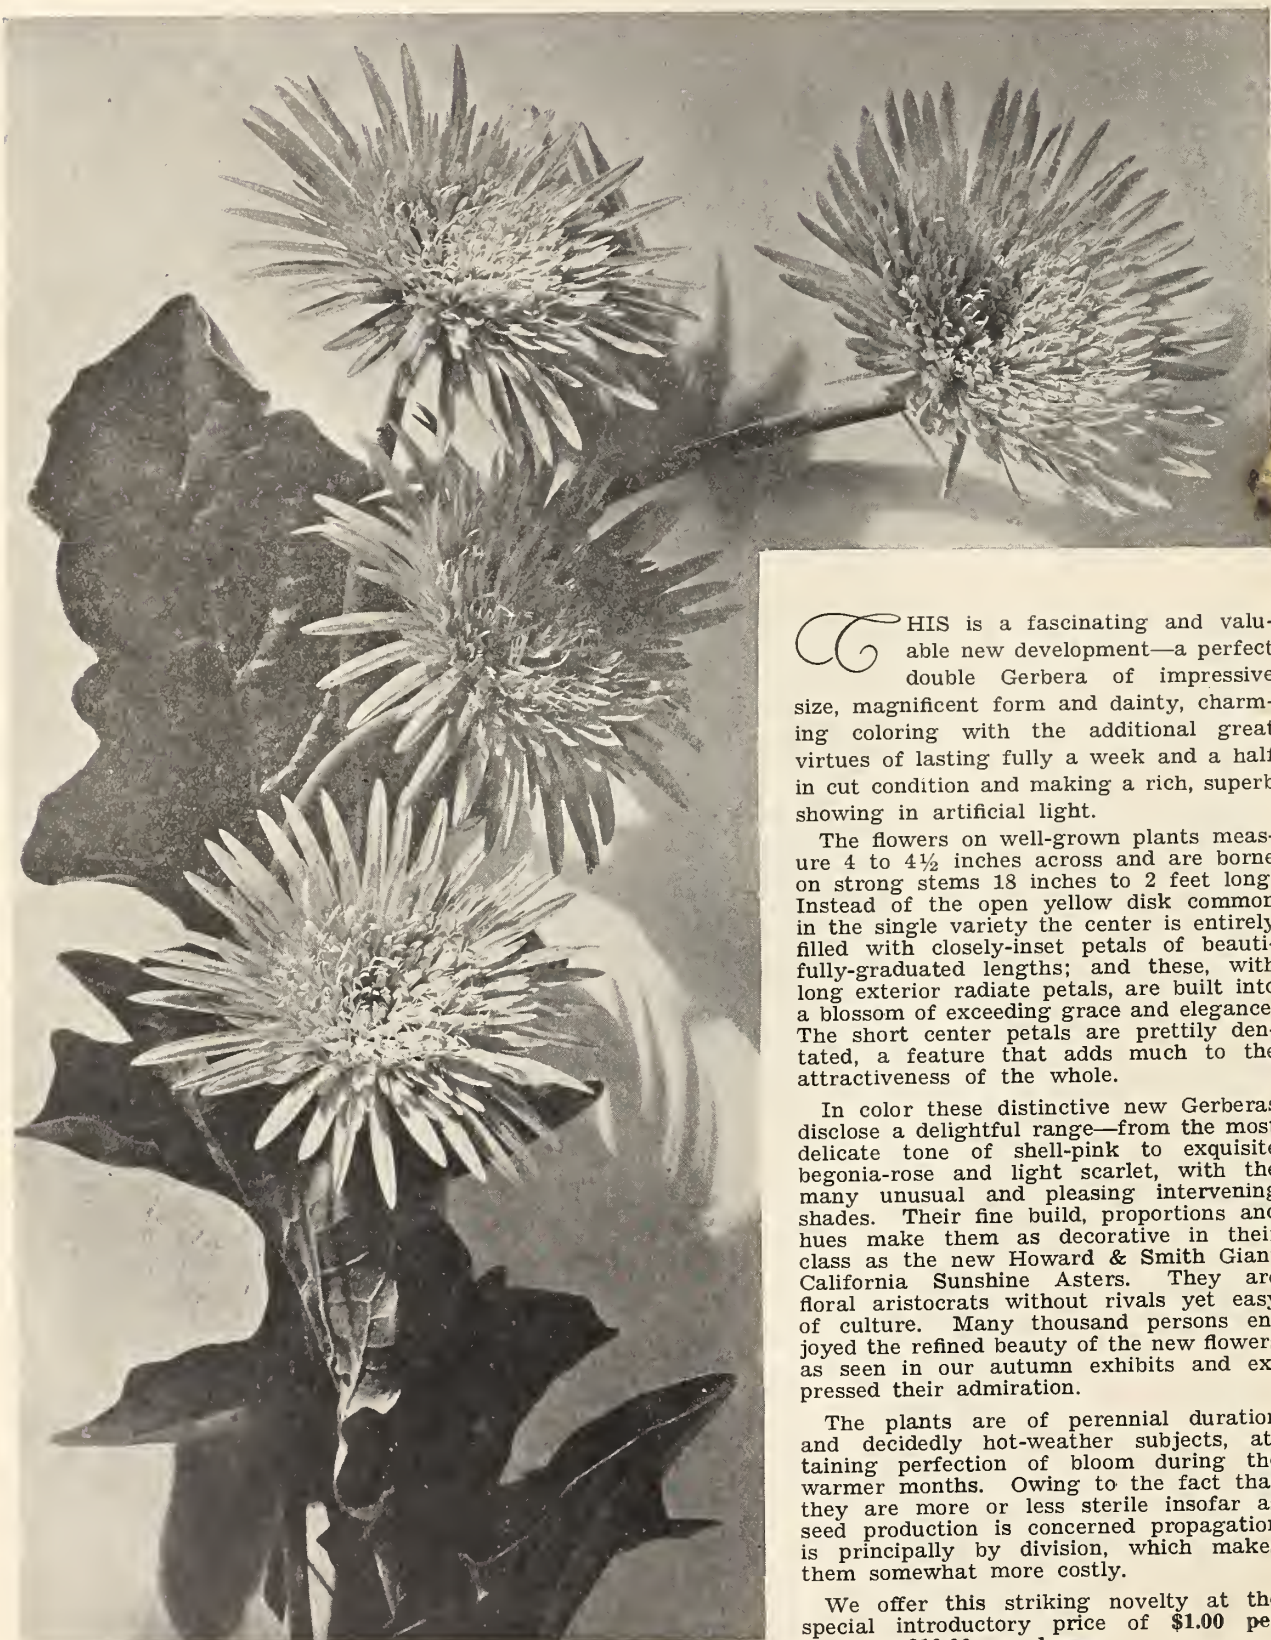 THIS is a fascinating and valu-
able new development—a perfect
double Gerbera of impressive
size, magnificent form and dainty, charm-
ing coloring with the additional great
virtues of lasting fully a week and a half
in cut condition and making a rich, superb
showing in artificial light.
The flowers on well-grown plants meas-
ure 4 to 4½ inches across and are borne
on strong stems 18 inches to 2 feet long
Instead of the open yellow disk common
in the single variety the center is entirely
filled with closely-inset petals of beauti-
fully-graduated lengths; and these, with
long exterior radiate petals, are built into
a blossom of exceeding grace and elegance
The short center petals are prettily den-
tated, a feature that adds much to the
attractiveness of the whole.
In color these distinctive new Gerberas
disclose a delightful range—from the most
delicate tone of shell-pink to exquisite
begonia-rose and light scarlet, with the
many unusual and pleasing intervening
shades. Their fine build, proportions and
hues make them as decorative in their
class as the new Howard & Smith Gian
California Sunshine Asters. They are
floral aristocrats without rivals yet easy
of culture. Many thousand persons en
joyed the refined beauty of the new flower
as seen in our autumn exhibits and ex
pressed their admiration.
The plants are of perennial duration
and decidedly hot-weather subjects, at
taining perfection of bloom during th
warmer months. Owing to the fact tha
they are more or less sterile insofar a
seed production is concerned propagation
is principally by division, which make
them somewhat more costly.
We offer this striking novelty at th
special introductory price of $1.00 pe